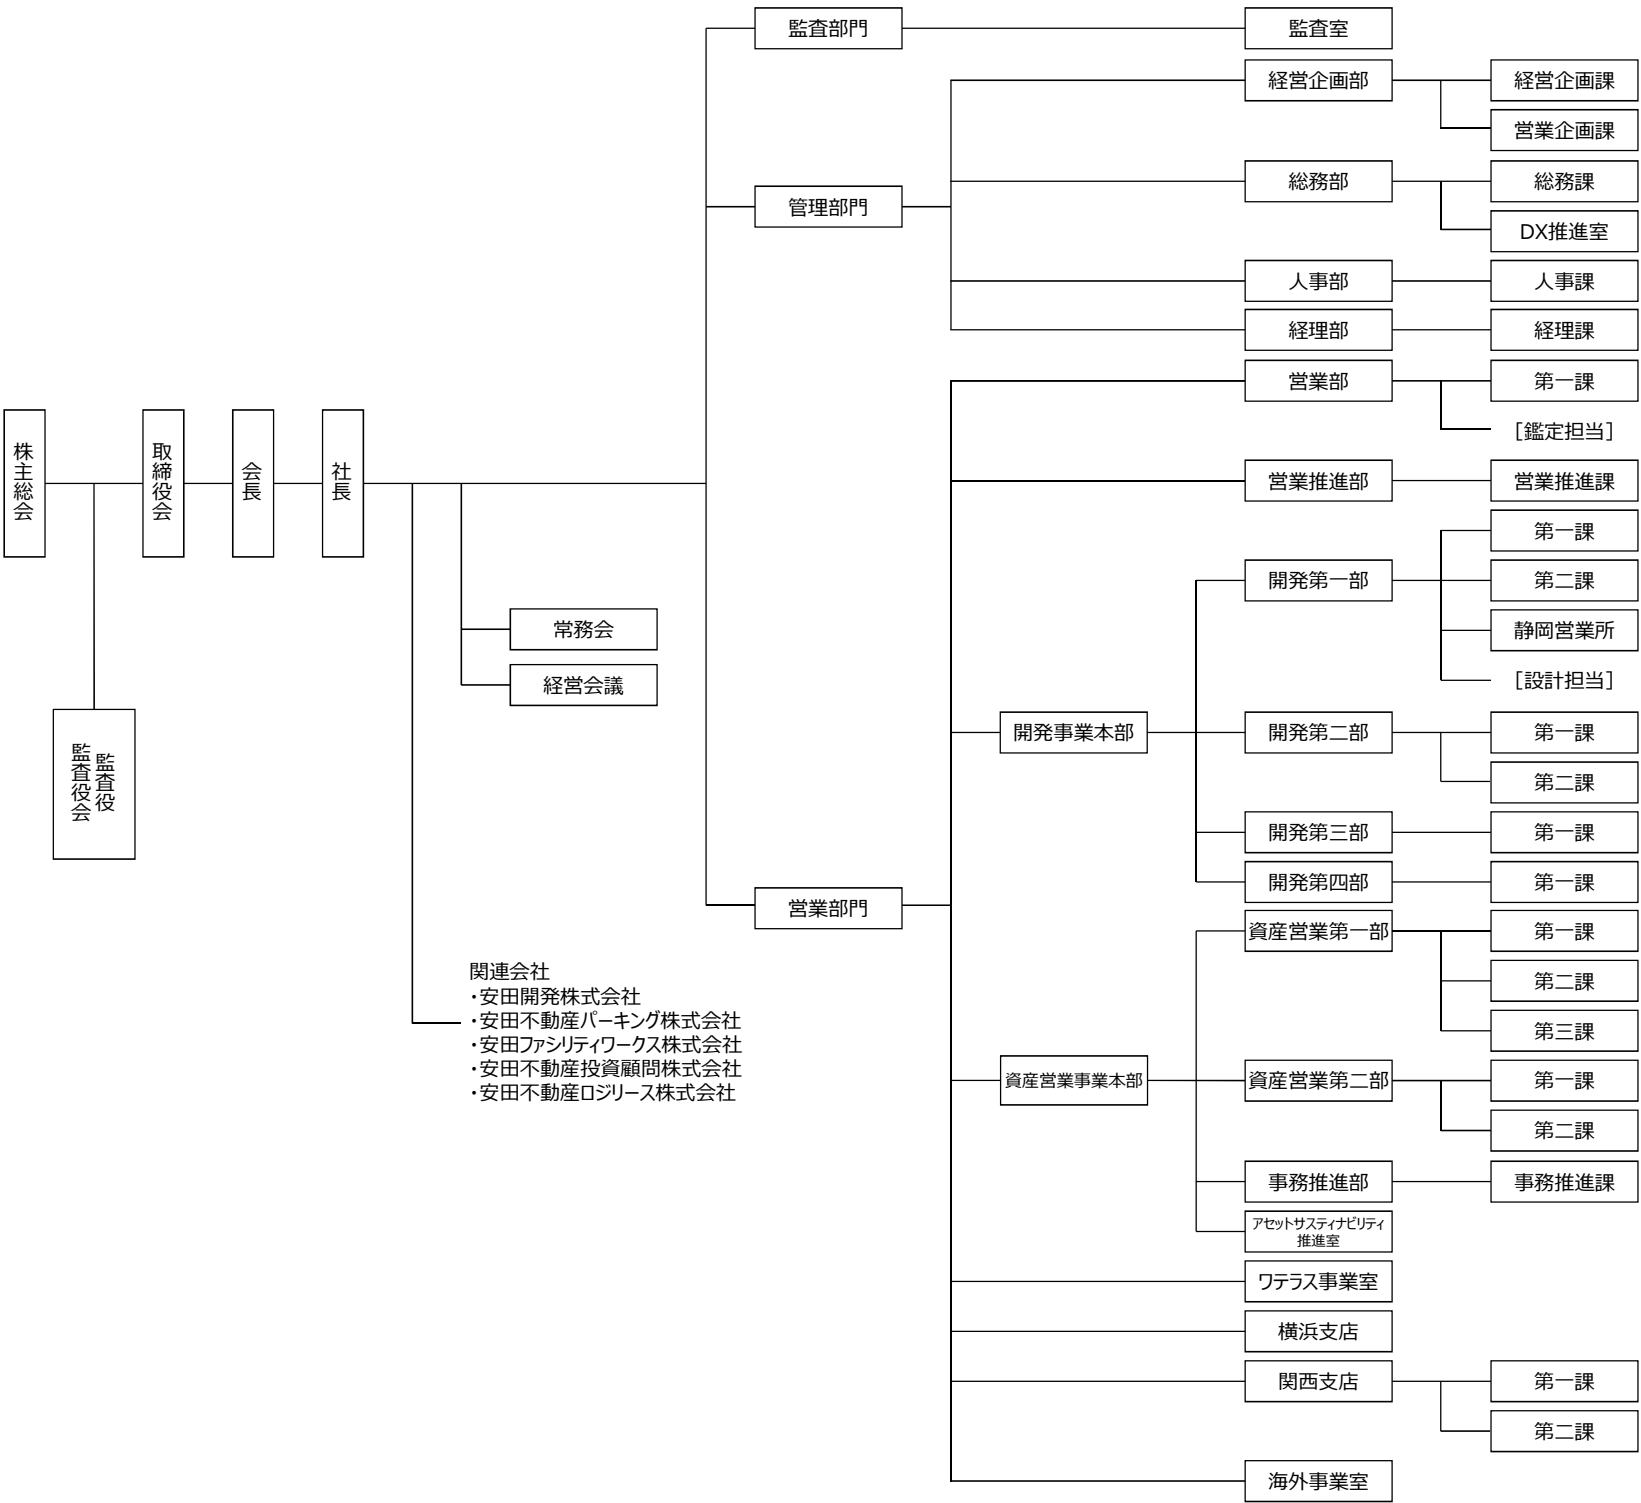 監査部門
監査室
経営企画部
経営企画課
営業企画課
管理部門
総務部
総務課
DX推進室
人事部
人事課
経理部
経理課
営業部
第一課
［鑑定担当］
株主総会
取締役会
会長
社長
営業推進部
営業推進課
第一課
開発第一部
第二課
常務会
静岡営業所
経営会議
［設計担当］
監査役
監査役会
開発事業本部
開発第二部
第一課
第二課
開発第三部
第一課
開発第四部
第一課
営業部門
資産営業第一部
第一課
第二課
第三課
関連会社
・安田開発株式会社
・安田不動産パーキング株式会社
・安田ファシリティワークス株式会社
・安田不動産投資顧問株式会社
・安田不動産ロジリース株式会社
資産営業事業本部
資産営業第二部
第一課
第二課
事務推進部
事務推進課
アセットサスティナビリティ
推進室
ワテラス事業室
横浜支店
関西支店
第一課
第二課
海外事業室